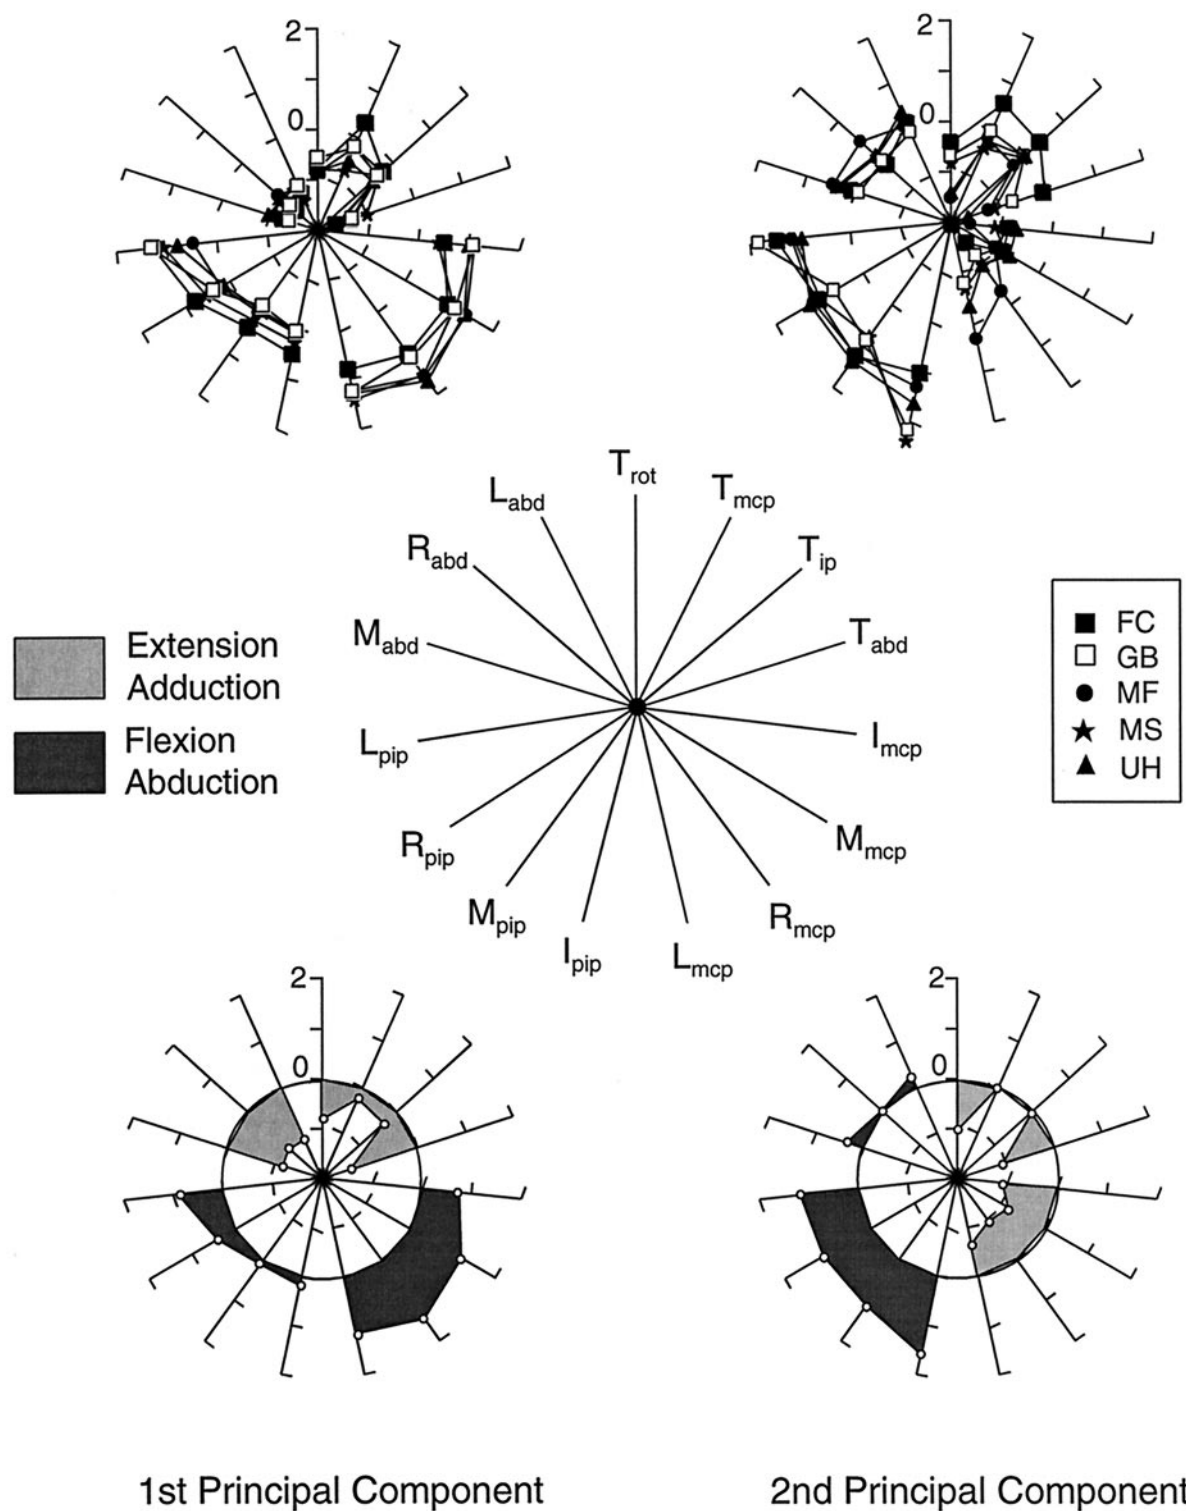 2
0
2
0
T_rot
L_abd
T_mcp
R_abd
T_ip
M_abd
T_abd
L_pip
I_mcp
R_pip
M_mcp
M_pip
R_mcp
I_pip
L_mcp
Extension
Adduction
Flexion
Abduction
FC
GB
MF
MS
UH
2
0
2
0
1st Principal Component
2nd Principal Component